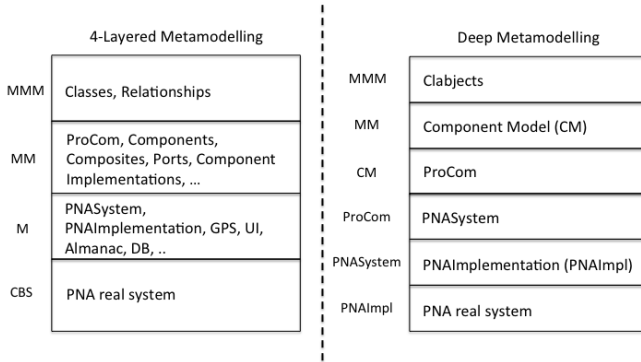 4-Layered Metamodelling
MMM
Classes, Relationships
MM
ProCom, Components,
Composites, Ports, Component
Implementations, ...
M
PNASystem,
PNAImplementation, GPS, UI,
Almanac, DB, ..
CBS
PNA real system
Deep Metamodelling
MMM
Clabjects
MM
Component Model (CM)
CM
ProCom
ProCom
PNASystem
PNASystem
PNAImplementation (PNAImpl)
PNAImpl
PNA real system